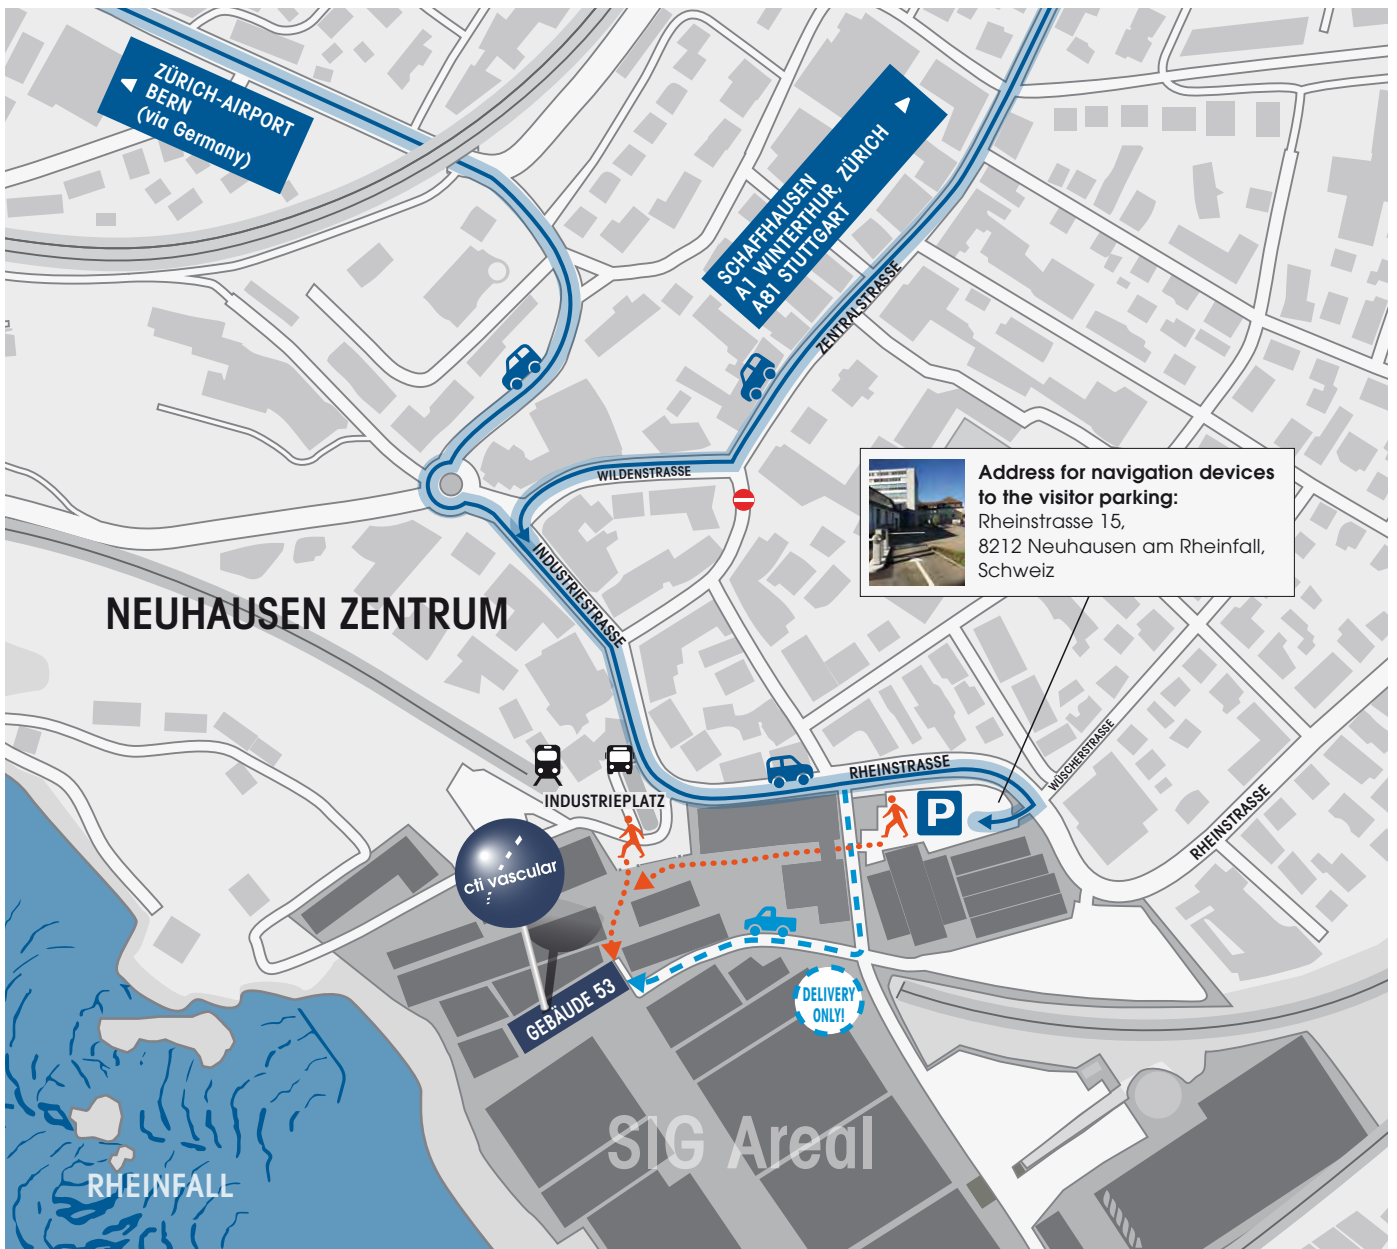 ZÜRICH-AIRPORT
BERN
(via Germany)
SCHAFFHAUSEN
A1 WINTERTHUR, ZÜRICH
A81 STUTTGART
ZENTRALSTRASSE
WILDENSTRASSE
Address for navigation devices
to the visitor parking:
Rheinstrasse 15,
8212 Neuhausen am Rheinfall,
Schweiz
INDUSTRIESTRASSE
NEUHAUSEN ZENTRUM
WÜSCHERSTRASSE
RHEINSTRASSE
INDUSTRIEPLATZ
P
RHEINSTRASSE
cti vascular
DELIVERY
ONLY!
GEBÄUDE 53
SIG Areal
RHEINFALL